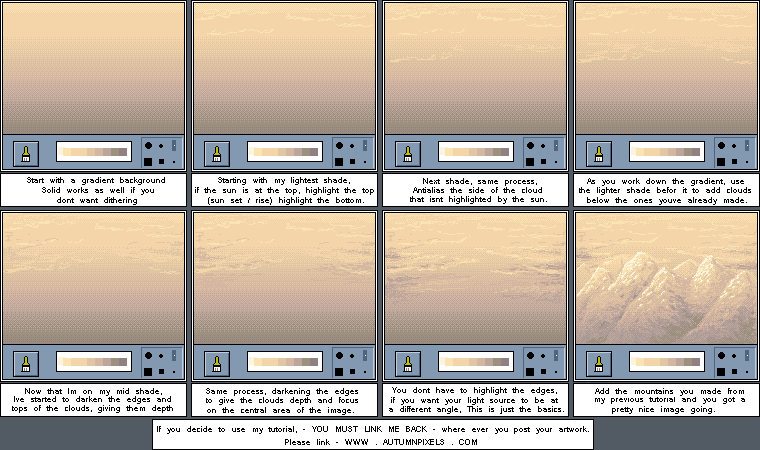 Start with a gradient background
Solid works as well if you
dont want dithering
Starting with my lightest shade,
if the sun is at the top, highlight the top
(sun set / rise) highlight the bottom.
Next shade, same process,
Antialias the side of the cloud
that isnt highlighted by the sun.
As you work down the gradient, use
the lighter shade befor it to add clouds
below the ones youve already made.
Now that Im on my mid shade,
Ive started to darken the edges and
tops of the clouds, giving them depth
Same process, darkening the edges
to give the clouds depth and focus
on the central area of the image.
You dont have to highlight the edges,
if you want your light source to be at
a different angle, This is just the basics.
Add the mountains you made from
my previous tutorial and you got a
pretty nice image going.
If you decide to use my tutorial, - YOU MUST LINK ME BACK - where ever you post your artwork.
Please link - WWW . AUTUMNPIXELS . COM